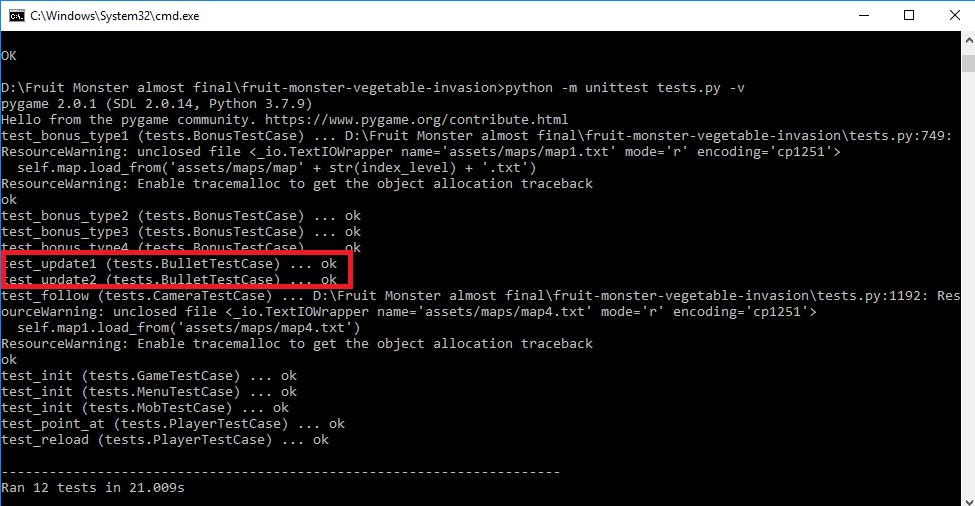 C:\Windows\System32\cmd.exe
OK
D:\Fruit Monster almost final\fruit-monster-vegetable-invasion>python -m unittest tests.py -v
pygame 2.0.1 (SDL 2.0.14, Python 3.7.9)
Hello from the pygame community. https://www.pygame.org/contribute.html
test_bonus_type1 (tests.BonusTestCase) ... D:\Fruit Monster almost final\fruit-monster-vegetable-invasion\tests.py:749:
ResourceWarning: unclosed file <_io.TextIOWrapper name='assets/maps/map1.txt' mode='r' encoding='cp1251'>
self.map.load_from('assets/maps/map' + str(index_level) + '.txt')
ResourceWarning: Enable tracemalloc to get the object allocation traceback
ok
test_bonus_type2 (tests.BonusTestCase) ... ok
test_bonus_type3 (tests.BonusTestCase) ... ok
test_bonus_type4 (tests.BonusTestCase) ... ok
test_update1 (tests.BulletTestCase) ... ok
test_update2 (tests.BulletTestCase) ... ok
test_follow (tests.CameraTestCase) ... D:\Fruit Monster almost final\fruit-monster-vegetable-invasion\tests.py:1192: Res
ourceWarning: unclosed file <_io.TextIOWrapper name='assets/maps/map4.txt' mode='r' encoding='cp1251'>
self.map1.load_from('assets/maps/map4.txt')
ResourceWarning: Enable tracemalloc to get the object allocation traceback
ok
test_init (tests.GameTestCase) ... ok
test_init (tests.MenuTestCase) ... ok
test_init (tests.MobTestCase) ... ok
test_point_at (tests.PlayerTestCase) ... ok
test_reload (tests.PlayerTestCase) ... ok
----------------------------------------------------------------------
Ran 12 tests in 21.009s